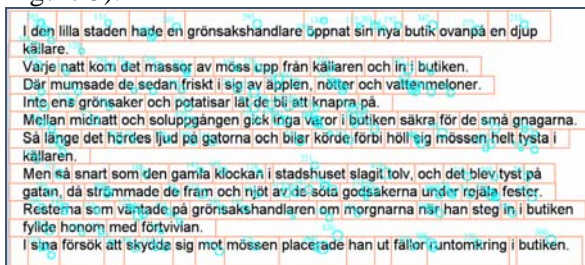 I den lilla staden hade en grönsakshandlare öppnat sin nya butik ovanpå en djup
källare.
Varje natt kom det massor av möss upp från källaren och in i butiken.
Där mumsade de sedan friskt i sig av äpplen, nötter och vattenmeloner.
Inte ens grönsaker och potatisar lät de bli att knapra på.
Mellan midnatt och soluppgången gick inga varor i butiken säkra för de små gnagarna.
Så länge det hördes ljud på gatorna och bilar körde förbi höll sig mössen helt tysta i
källaren.
Men så snart som den gamla klockan i stadshuset slagit tolv, och det blev tyst på
gatan, då strömmade de fram och njöt av de söta godsakerna under rejäla fester.
Resterna som väntade på grönsakshandlaren om morgnarna när han steg in i butiken
fyllde honom med förtvivlan.
I sina försök att skydda sig mot mössen placerade han ut fällor runtomkring i butiken.